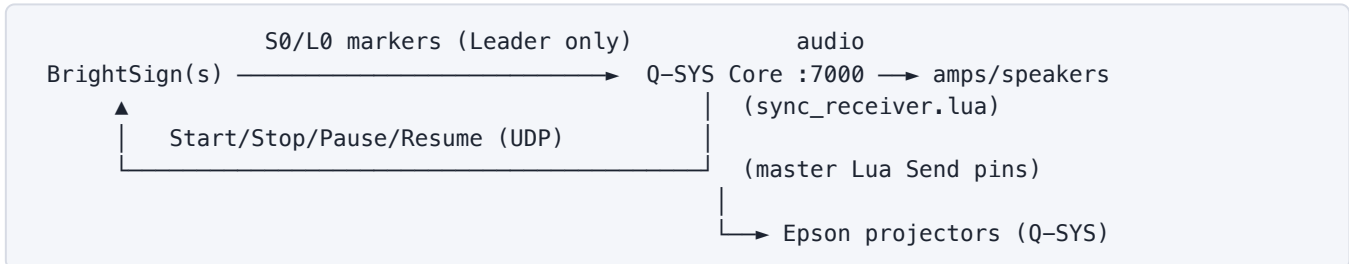 S0/L0 markers (Leader only) audio
BrightSign(s) ───────────────────────────► Q-SYS Core :7000 ──► amps/speakers
▲ │ (sync_receiver.lua)
│ Start/Stop/Pause/Resume (UDP) │
└──────────────────────────────────────────┘ (master Lua Send pins)
│
└──► Epson projectors (Q-SYS)